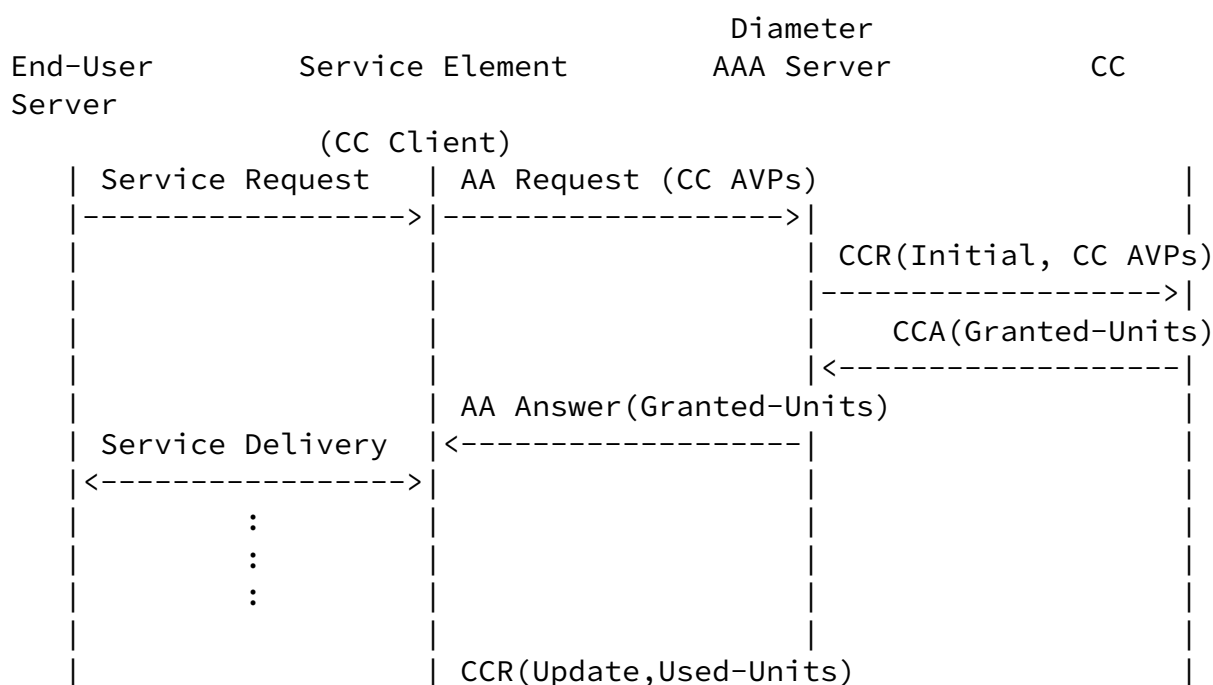 Diameter
End-User Service Element AAA Server CC
Server
(CC Client)
| Service Request | AA Request (CC AVPs) |
|------------------>|------------------->| |
| | | CCR(Initial, CC AVPs)
| | |------------------->|
| | | CCA(Granted-Units)
| | |<-------------------|
| | AA Answer(Granted-Units) |
| Service Delivery |<-------------------| |
|<----------------->| | |
| : | | |
| : | | |
| : | | |
| | | |
| | CCR(Update,Used-Units) |